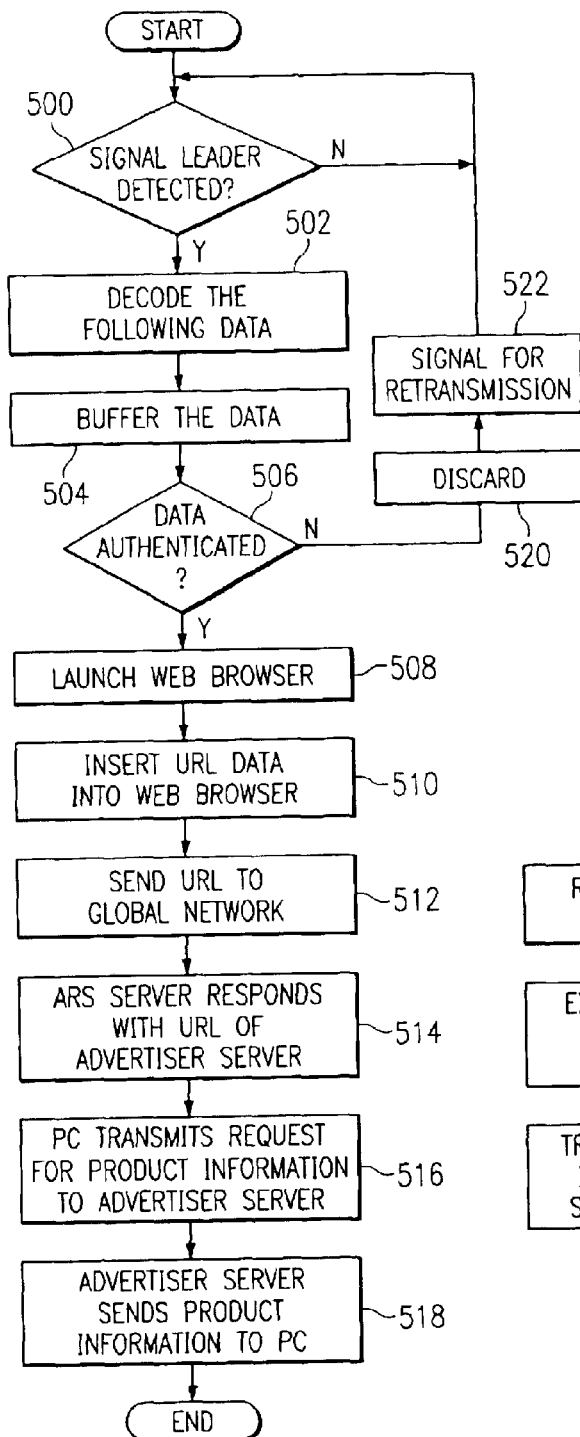 START
500
SIGNAL LEADER
DETECTED?
N
Y
502
DECODE THE
FOLLOWING DATA
522
SIGNAL FOR
RETRANSMISSION
BUFFER THE DATA
504
506
DISCARD
520
DATA
AUTHENTICATED
?
N
Y
LAUNCH WEB BROWSER
508
INSERT URL DATA
INTO WEB BROWSER
510
SEND URL TO
GLOBAL NETWORK
512
ARS SERVER RESPONDS
WITH URL OF
ADVERTISER SERVER
514
PC TRANSMITS REQUEST
FOR PRODUCT INFORMATION
TO ADVERTISER SERVER
516
ADVERTISER SERVER
SENDS PRODUCT
INFORMATION TO PC
518
END